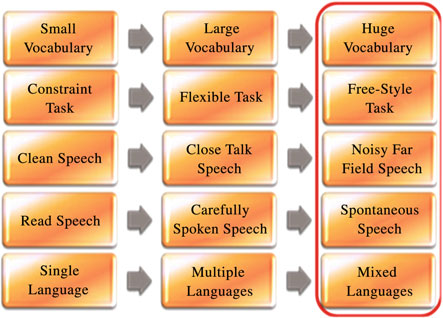 Small
Vocabulary
Large
Vocabulary
Huge
Vocabulary
Constraint
Task
Flexible Task
Free-Style
Task
Clean Speech
Close Talk
Speech
Noisy Far
Field Speech
Read Speech
Carefully
Spoken Speech
Spontaneous
Speech
Single
Language
Multiple
Languages
Mixed
Languages